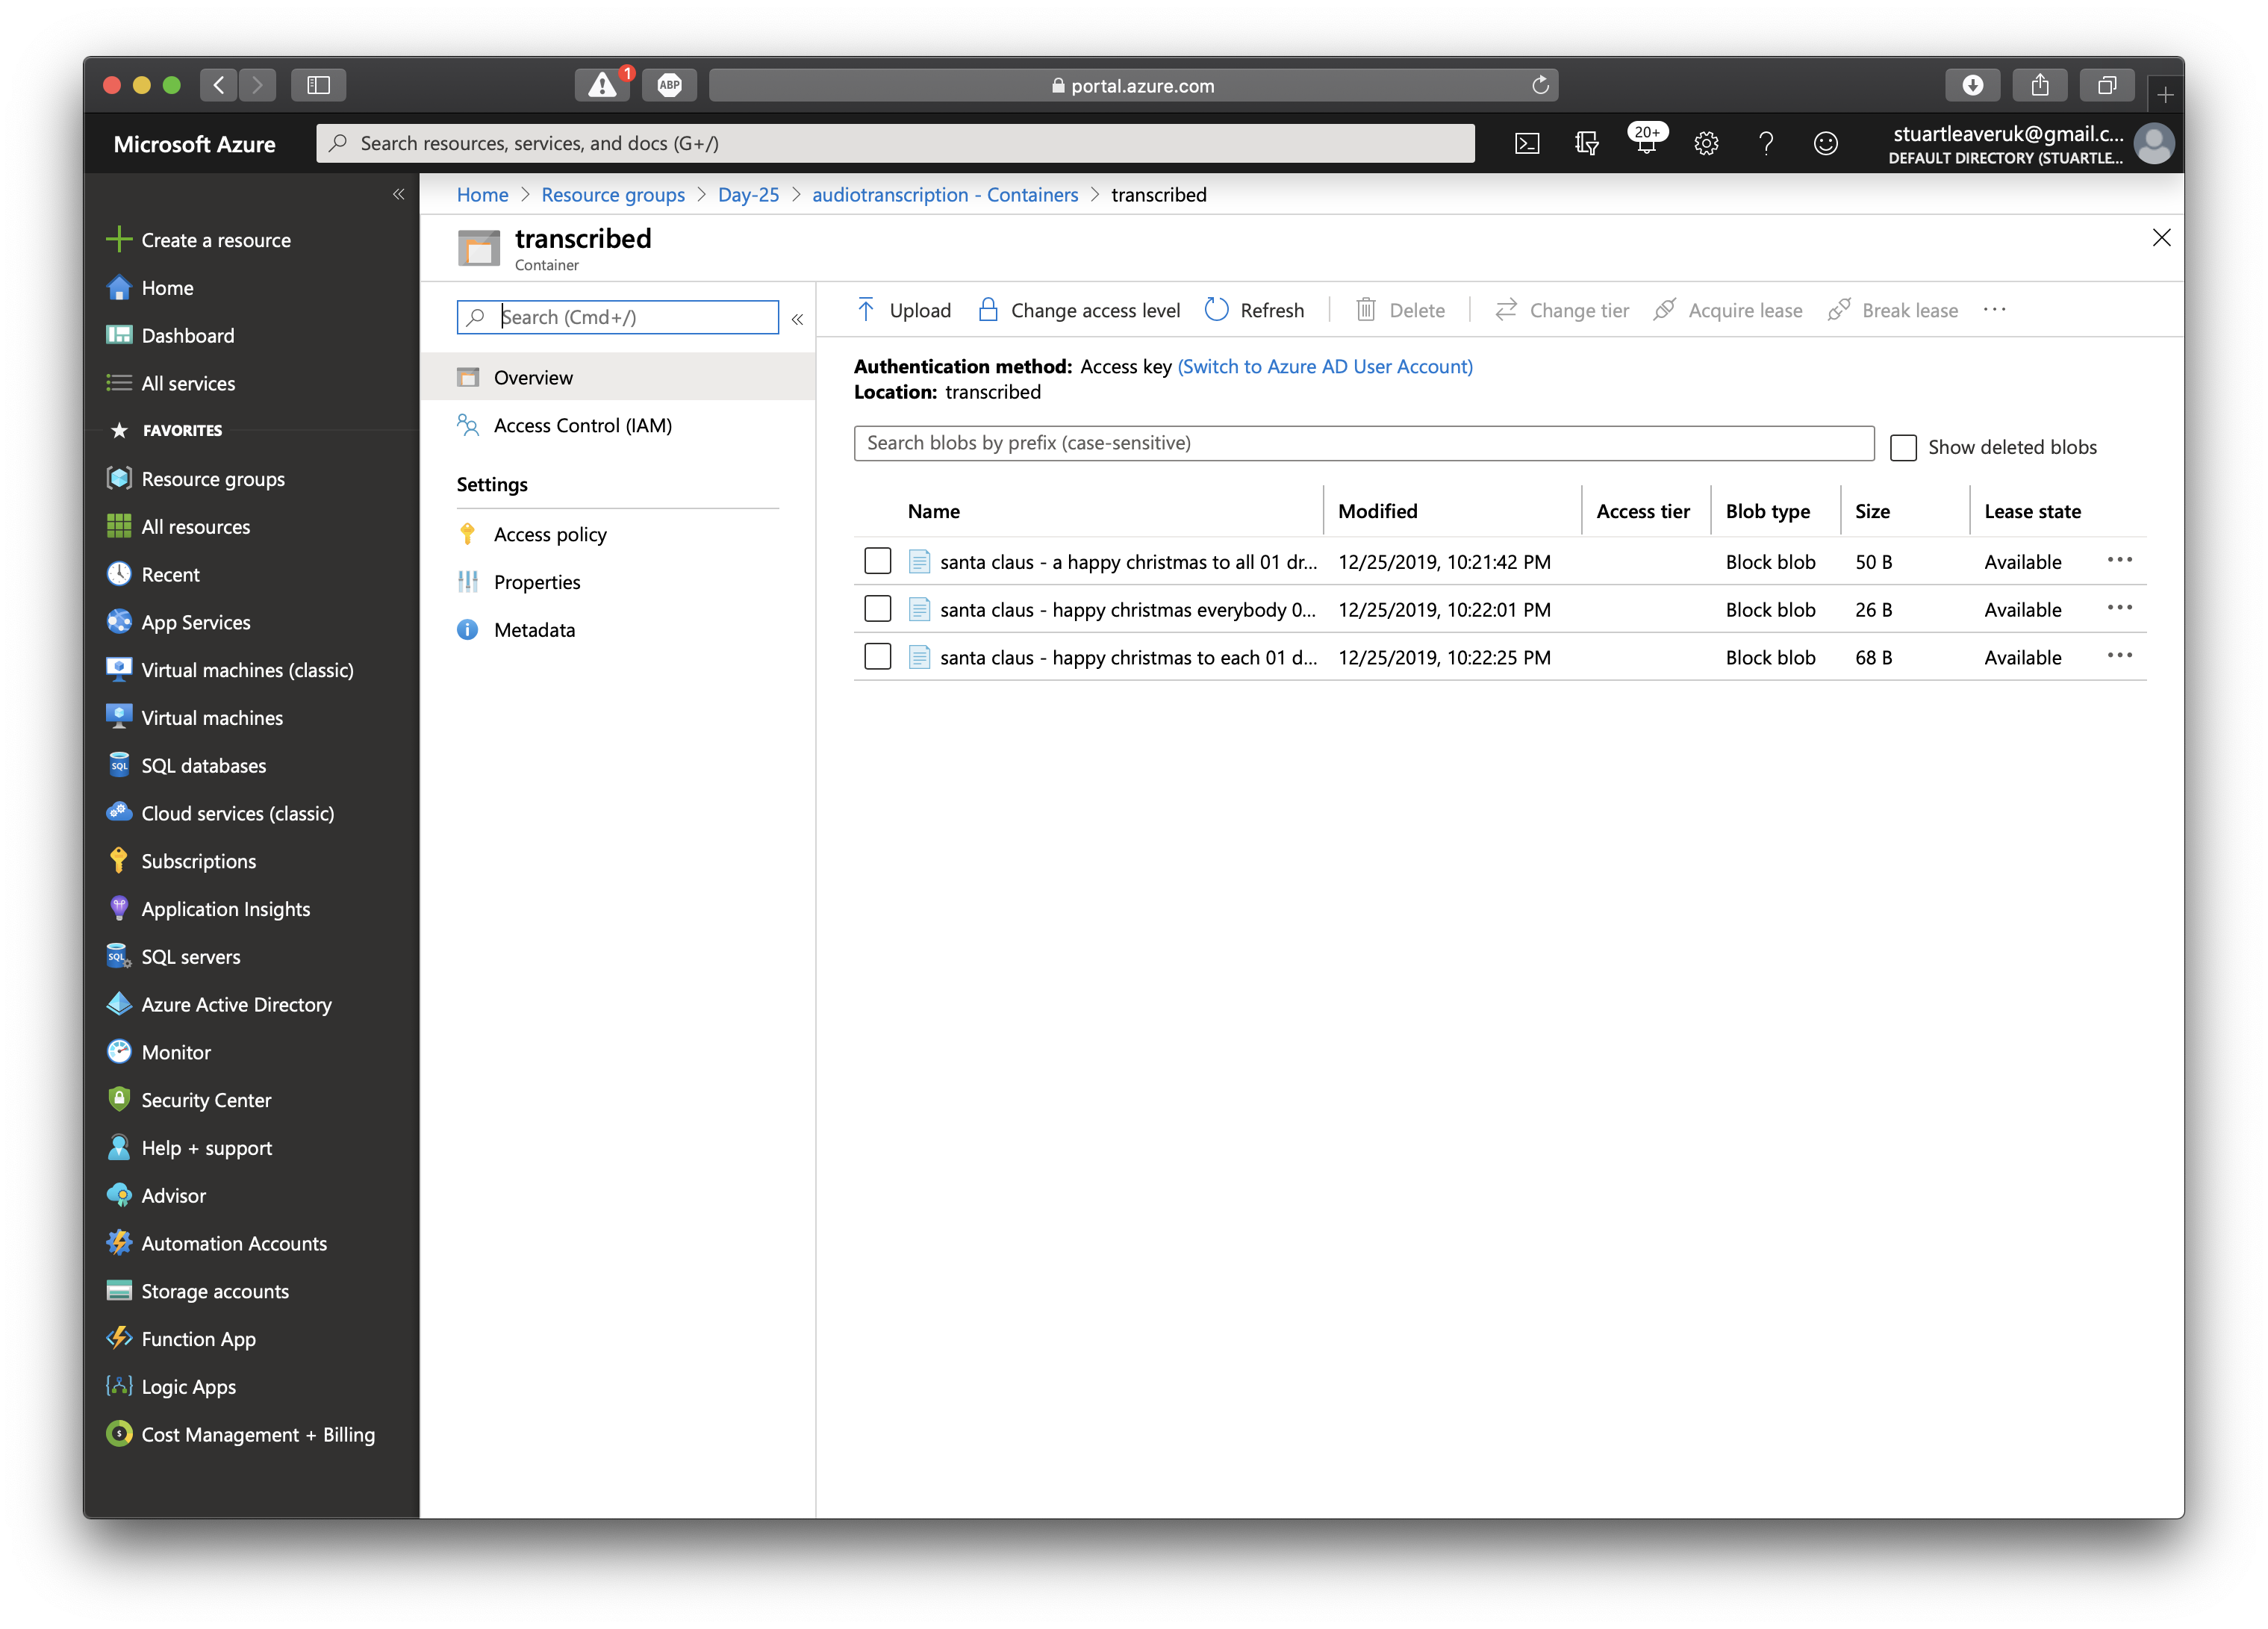 1
ABP
portal.azure.com
Microsoft Azure
Search resources, services, and docs (G+/)
20+
stuartleaveruk@gmail.c...
DEFAULT DIRECTORY (STUARTLE...
Home > Resource groups > Day-25 > audiotranscription - Containers > transcribed
transcribed
Container
Create a resource
Home
Dashboard
All services
FAVORITES
Resource groups
All resources
Recent
App Services
Virtual machines (classic)
Virtual machines
SQL databases
Cloud services (classic)
Subscriptions
Application Insights
SQL servers
Azure Active Directory
Monitor
Security Center
Help + support
Advisor
Automation Accounts
Storage accounts
Function App
Logic Apps
Cost Management + Billing
Search (Cmd+/)
Overview
Access Control (IAM)
Settings
Access policy
Properties
Metadata
Upload Change access level Refresh Delete Change tier Acquire lease Break lease ...
Authentication method: Access key (Switch to Azure AD User Account)
Location: transcribed
Search blobs by prefix (case-sensitive)
Show deleted blobs
Name Modified Access tier Blob type Size Lease state
santa claus - a happy christmas to all 01 dr... 12/25/2019, 10:21:42 PM Block blob 50 B Available ...
santa claus - happy christmas everybody 0... 12/25/2019, 10:22:01 PM Block blob 26 B Available ...
santa claus - happy christmas to each 01 d... 12/25/2019, 10:22:25 PM Block blob 68 B Available ...